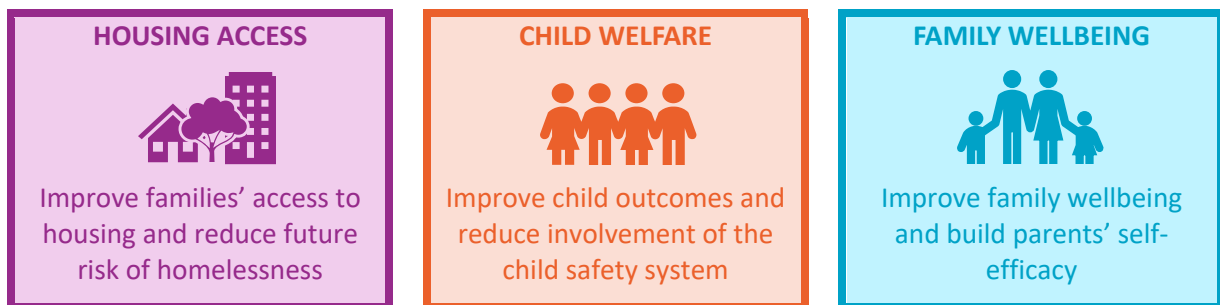 HOUSING ACCESS
Improve families’ access to
housing and reduce future
risk of homelessness
CHILD WELFARE
Improve child outcomes and
reduce involvement of the
child safety system
FAMILY WELLBEING
Improve family wellbeing
and build parents’ self-
efficacy